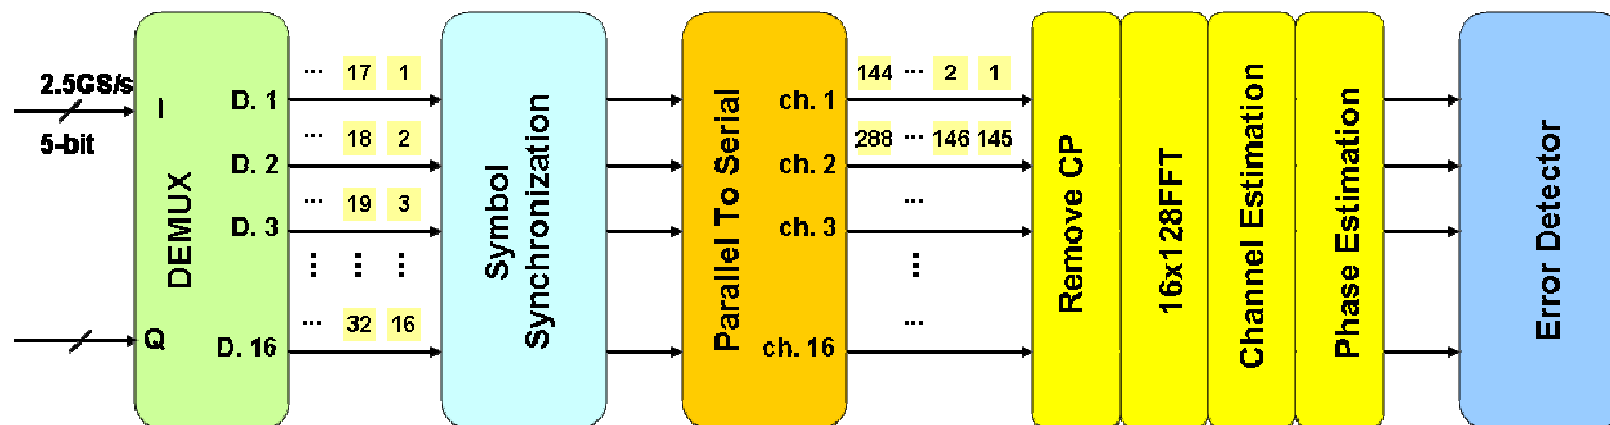 2.5GS/s
5-bit
I
Q
DEMUX
D. 1
D. 2
D. 3
D. 16
... 17 1
... 18 2
... 19 3
... 32 16
Symbol
Synchronization
Parallel To Serial
ch. 1
ch. 2
ch. 3
ch. 16
144 ... 2 1
288 ... 146 145
...
...
Remove CP
16x128FFT
Channel Estimation
Phase Estimation
Error Detector